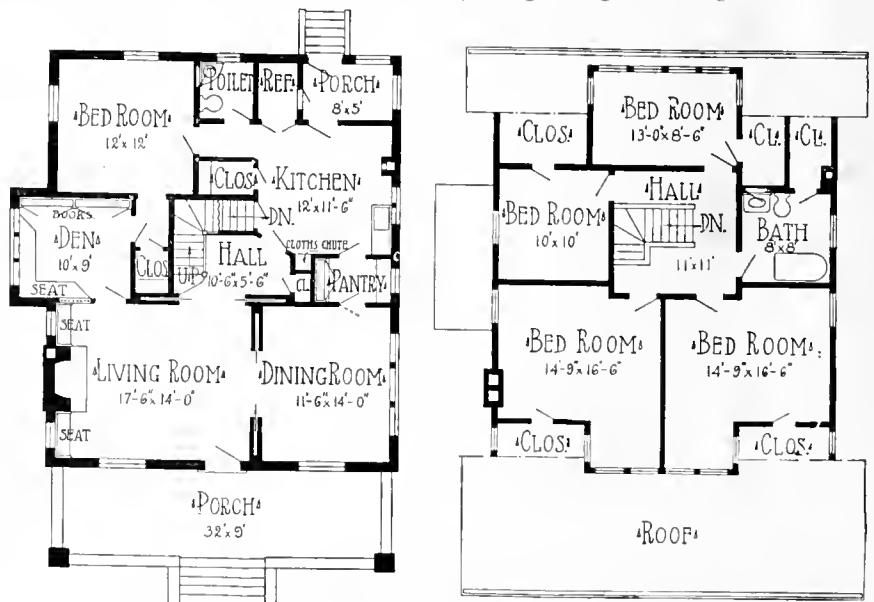 BED ROOM
12' x 12'
TOILET
REF.
PORCH
8' x 5'
CLOS
KITCHEN
12' x 11'-6"
BOOKS.
DEN
10' x 9'
SEAT
CLOS
UP
DN.
HALL
10'-6" x 5'-6"
CLOTHS CHUTE
CL
PANTRY
SEAT
LIVING ROOM
17'-6" x 14'-0"
SEAT
DINING ROOM
11'-6" x 14'-0"
PORCH
32' x 9'
CLOS.
BED ROOM
13'-0" x 8'-6"
CL.
CL.
BED ROOM
10' x 10'
HALL
DN.
11' x 11'
BATH
8' x 8'
BED ROOM
14'-9" x 16'-6"
BED ROOM
14'-9" x 16'-6"
CLOS.
CLOS.
ROOF